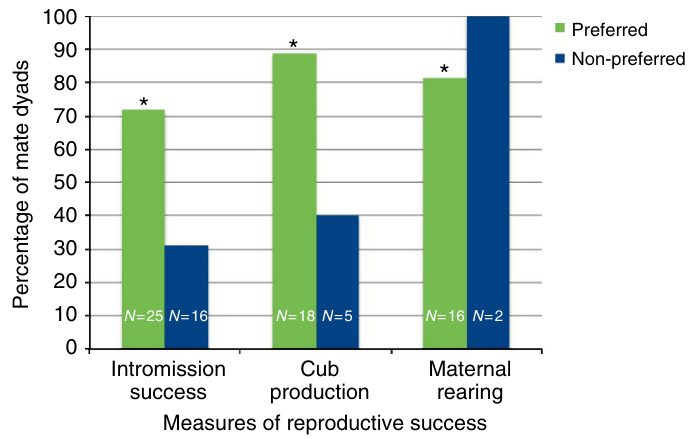 Percentage of mate dyads
100
90
80
70
60
50
40
30
20
10
0
*
*
*
N=25 N=16
N=18 N=5
N=16 N=2
Intromission
success
Cub
production
Maternal
rearing
Measures of reproductive success
Preferred
Non-preferred